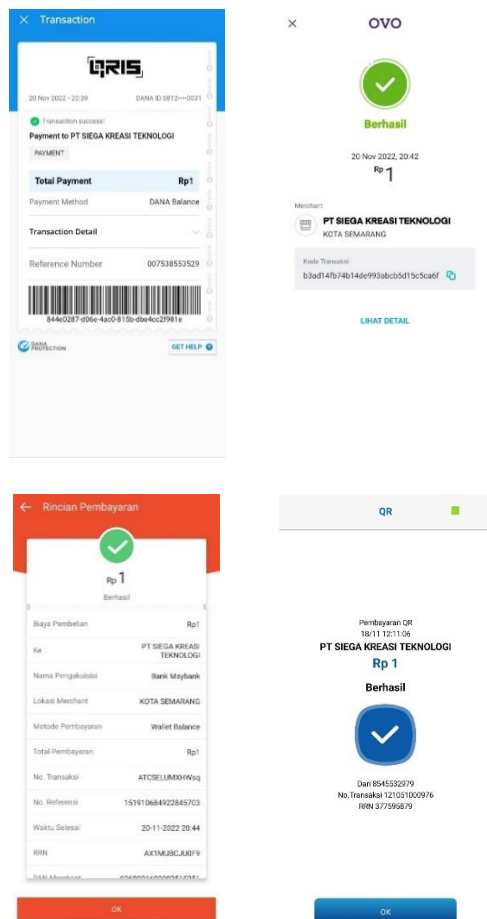 Transaction
QRIS
20 Nov 2022 • 20:39 DANA ID 0812••••0031
Transaction success!
Payment to PT SIEGA KREASI TEKNOLOGI
PAYMENT
Total Payment Rp1
Payment Method DANA Balance
Transaction Detail
Reference Number 007538553529
844e0287-d06e-4ac0-815b-dbe4cc2f981e
DANA PROTECTION
GET HELP
OVO
Berhasil
20 Nov 2022, 20:42
Rp 1
Merchant
PT SIEGA KREASI TEKNOLOGI
KOTA SEMARANG
Kode Transaksi
b3ad14fb74b14de993abcb5d15c5ca6f
LIHAT DETAIL
Rincian Pembayaran
Rp 1
Berhasil
Biaya Pembelian Rp1
Ke PT SIEGA KREASI
TEKNOLOGI
Nama Pengakuisisi Bank Maybank
Lokasi Merchant KOTA SEMARANG
Metode Pembayaran Wallet Balance
Total Pembayaran Rp1
No. Transaksi ATCSELUMXHWsq
No. Referensi 151910684922845703
Waktu Selesai 20-11-2022 20:44
RRN AX1MUBCJU0F9
PAN Merchant
OK
QR
Pembayaran QR
18/11 12:11:06
PT SIEGA KREASI TEKNOLOGI
Rp 1
Berhasil
Dari 8545532979
No.Transaksi 121051000976
RRN 377595879
OK